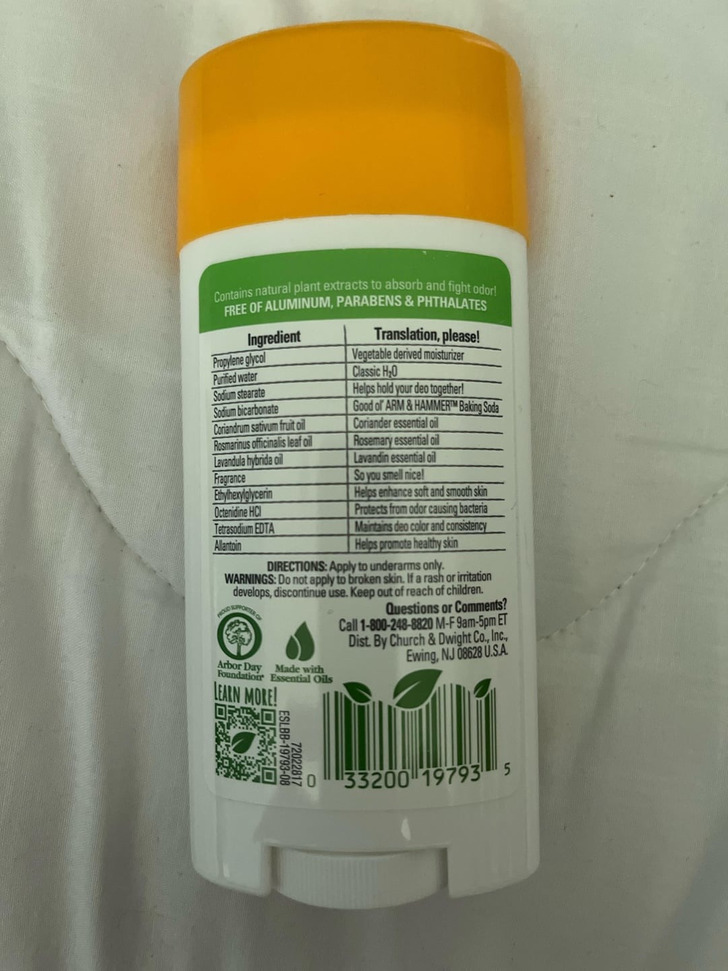 Contains natural plant extracts to absorb and fight odor!
FREE OF ALUMINUM, PARABENS & PHTHALATES
Ingredient Translation, please!
Propylene glycol Vegetable derived moisturizer
Purified water Classic H₂O
Sodium stearate Helps hold your deo together!
Sodium bicarbonate Good ol' ARM & HAMMER™ Baking Soda
Coriandrum sativum fruit oil Coriander essential oil
Rosmarinus officinalis leaf oil Rosemary essential oil
Lavandula hybrida oil Lavandin essential oil
Fragrance So you smell nice!
Ethylhexylglycerin Helps enhance soft and smooth skin
Octenidine HCl Protects from odor causing bacteria
Tetrasodium EDTA Maintains deo color and consistency
Allantoin Helps promote healthy skin
DIRECTIONS: Apply to underarms only.
WARNINGS: Do not apply to broken skin. If a rash or irritation
develops, discontinue use. Keep out of reach of children.
Questions or Comments?
Call 1-800-248-8820 M-F 9am-5pm ET
Dist. By Church & Dwight Co., Inc.,
Ewing, NJ 08628 U.S.A.
PROUD SUPPORTER OF
Arbor Day
Foundation®
Made with
Essential Oils
LEARN MORE!
ESLBB-19793-08
72022817
0 33200 19793 5